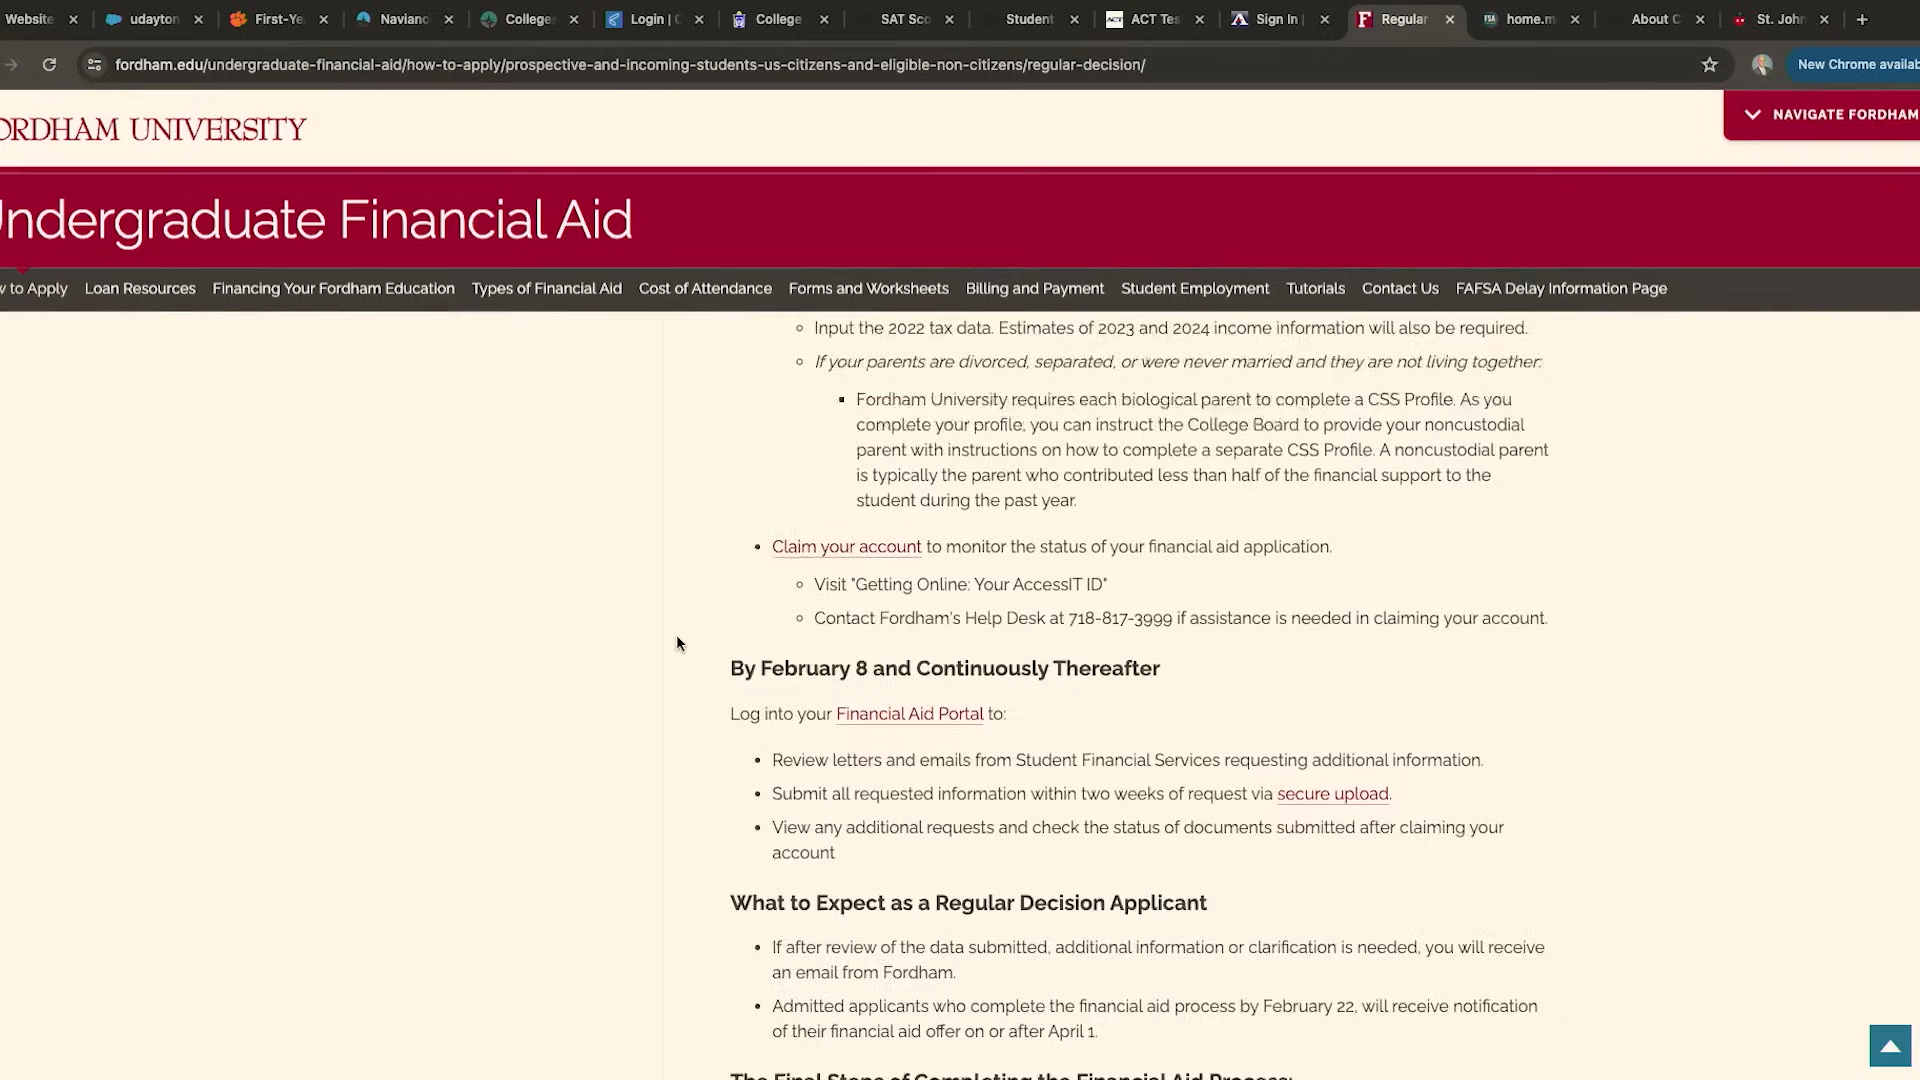 Website
udayton
First-Ye
Navianc
Colleges
Login | C
College
SAT Sco
Student
ACT Tes
Sign In |
Regular
home.m
About C
St. John
fordham.edu/undergraduate-financial-aid/how-to-apply/prospective-and-incoming-students-us-citizens-and-eligible-non-citizens/regular-decision/
New Chrome availab
ORDHAM UNIVERSITY
NAVIGATE FORDHAM
Undergraduate Financial Aid
w to Apply
Loan Resources
Financing Your Fordham Education
Types of Financial Aid
Cost of Attendance
Forms and Worksheets
Billing and Payment
Student Employment
Tutorials
Contact Us
FAFSA Delay Information Page
Input the 2022 tax data. Estimates of 2023 and 2024 income information will also be required.
If your parents are divorced, separated, or were never married and they are not living together:
Fordham University requires each biological parent to complete a CSS Profile. As you
complete your profile, you can instruct the College Board to provide your noncustodial
parent with instructions on how to complete a separate CSS Profile. A noncustodial parent
is typically the parent who contributed less than half of the financial support to the
student during the past year.
Claim your account to monitor the status of your financial aid application.
Visit "Getting Online: Your AccessIT ID"
Contact Fordham's Help Desk at 718-817-3999 if assistance is needed in claiming your account.
By February 8 and Continuously Thereafter
Log into your Financial Aid Portal to:
Review letters and emails from Student Financial Services requesting additional information.
Submit all requested information within two weeks of request via secure upload.
View any additional requests and check the status of documents submitted after claiming your
account
What to Expect as a Regular Decision Applicant
If after review of the data submitted, additional information or clarification is needed, you will receive
an email from Fordham.
Admitted applicants who complete the financial aid process by February 22, will receive notification
of their financial aid offer on or after April 1.
The Final Steps of Completing the Financial Aid Process: